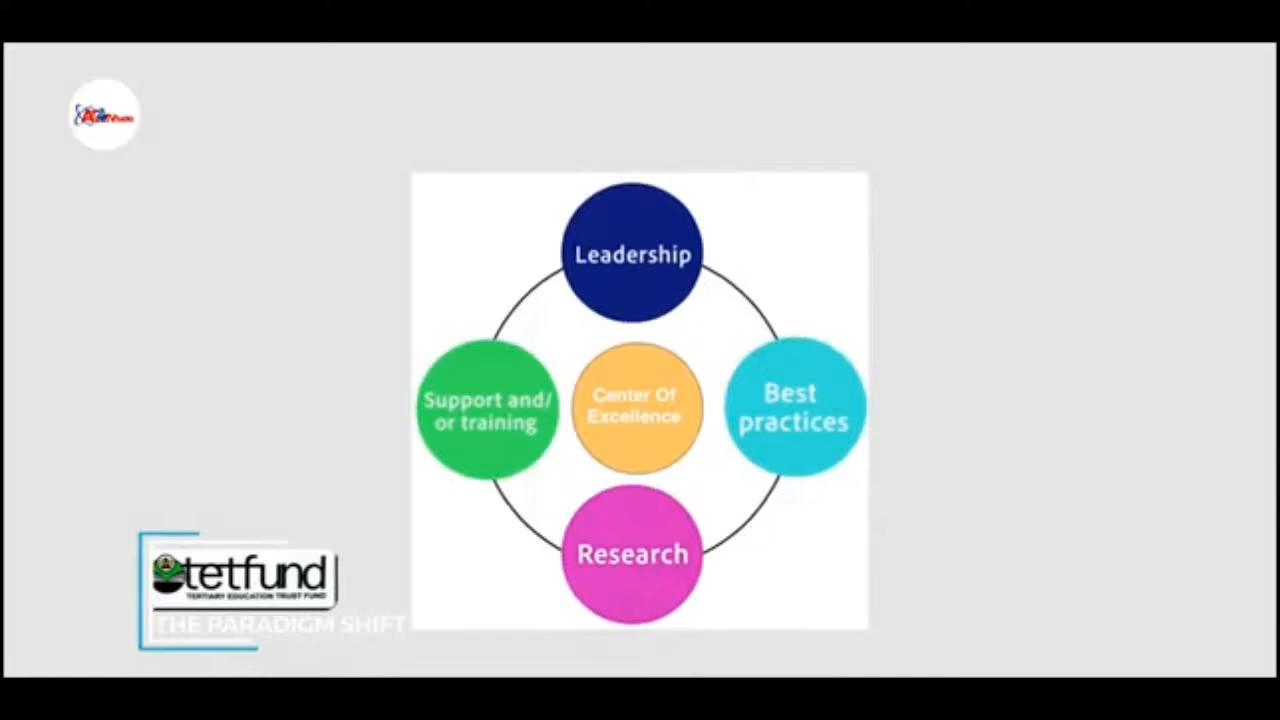 Leadership
Support and/
or training
Center Of
Excellence
Best
practices
Research
tetfund
TERTIARY EDUCATION TRUST FUND
THE PARADIGM SHIFT